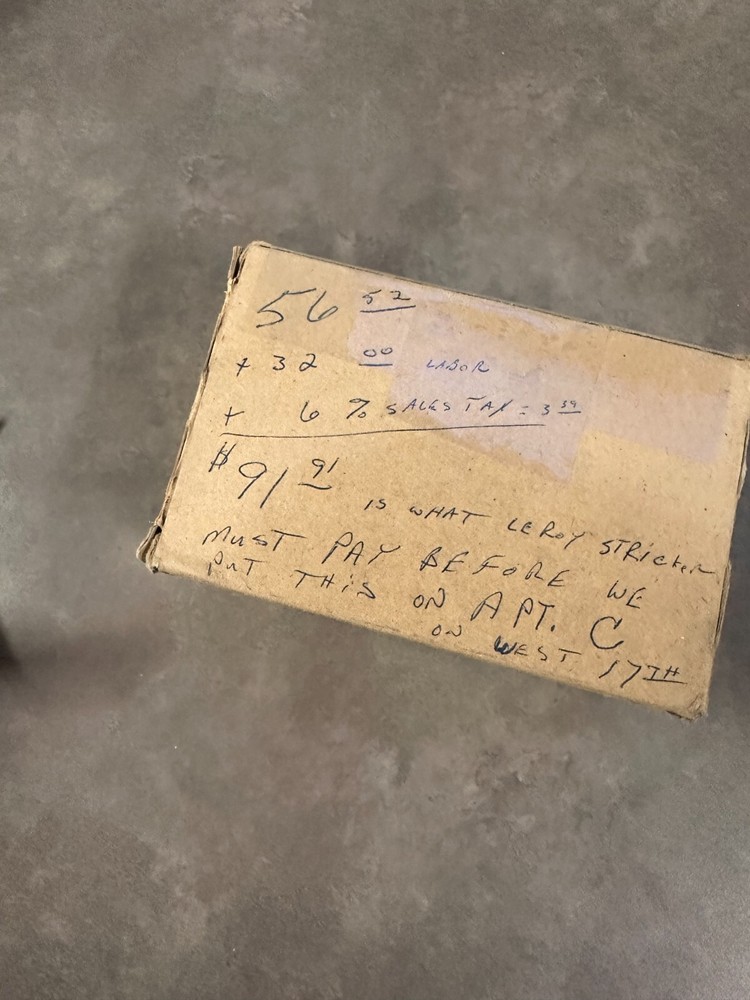 56 52
+ 32 00 LABOR
+ 6 % SALES TAX = 3 39
$ 91 91 IS WHAT LEROY STRICKER
MUST PAY BEFORE WE
PUT THIS ON APT. C
ON WEST 17TH